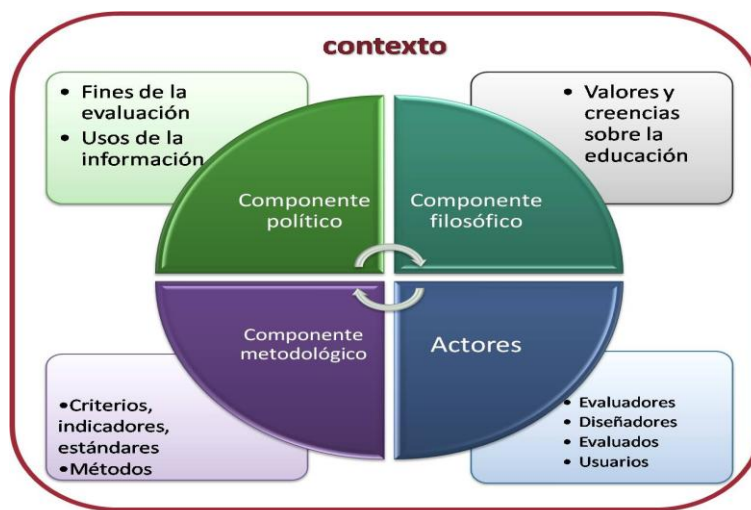 contexto
• Fines de la
evaluación
• Usos de la
información
• Valores y
creencias
sobre la
educación
Componente
político
Componente
filosófico
Componente
metodológico
Actores
•Criterios,
indicadores,
estándares
•Métodos
• Evaluadores
• Diseñadores
• Evaluados
• Usuarios